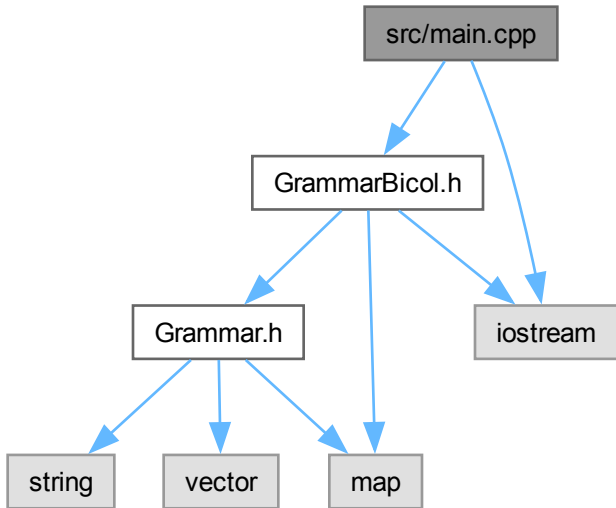 src/main.cpp
GrammarBicol.h
Grammar.h
iostream
string
vector
map